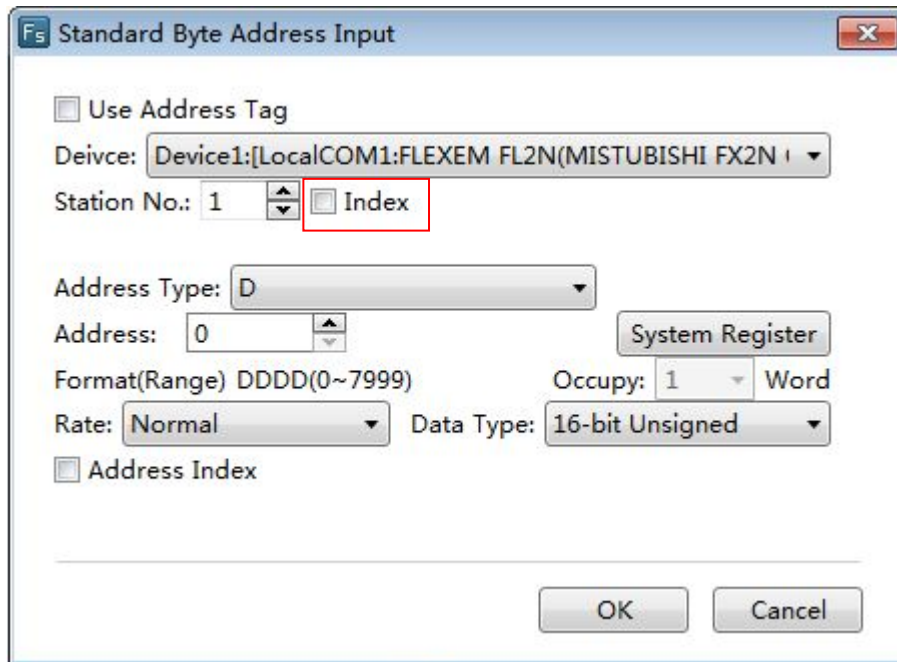 Fs Standard Byte Address Input
Use Address Tag
Deivce: Device1:[LocalCOM1:FLEXEM FL2N(MISTUBISHI FX2N (
Station No.: 1 Index
Address Type: D
Address: 0 System Register
Format(Range) DDDD(0~7999) Occupy: 1 Word
Rate: Normal Data Type: 16-bit Unsigned
Address Index
OK Cancel